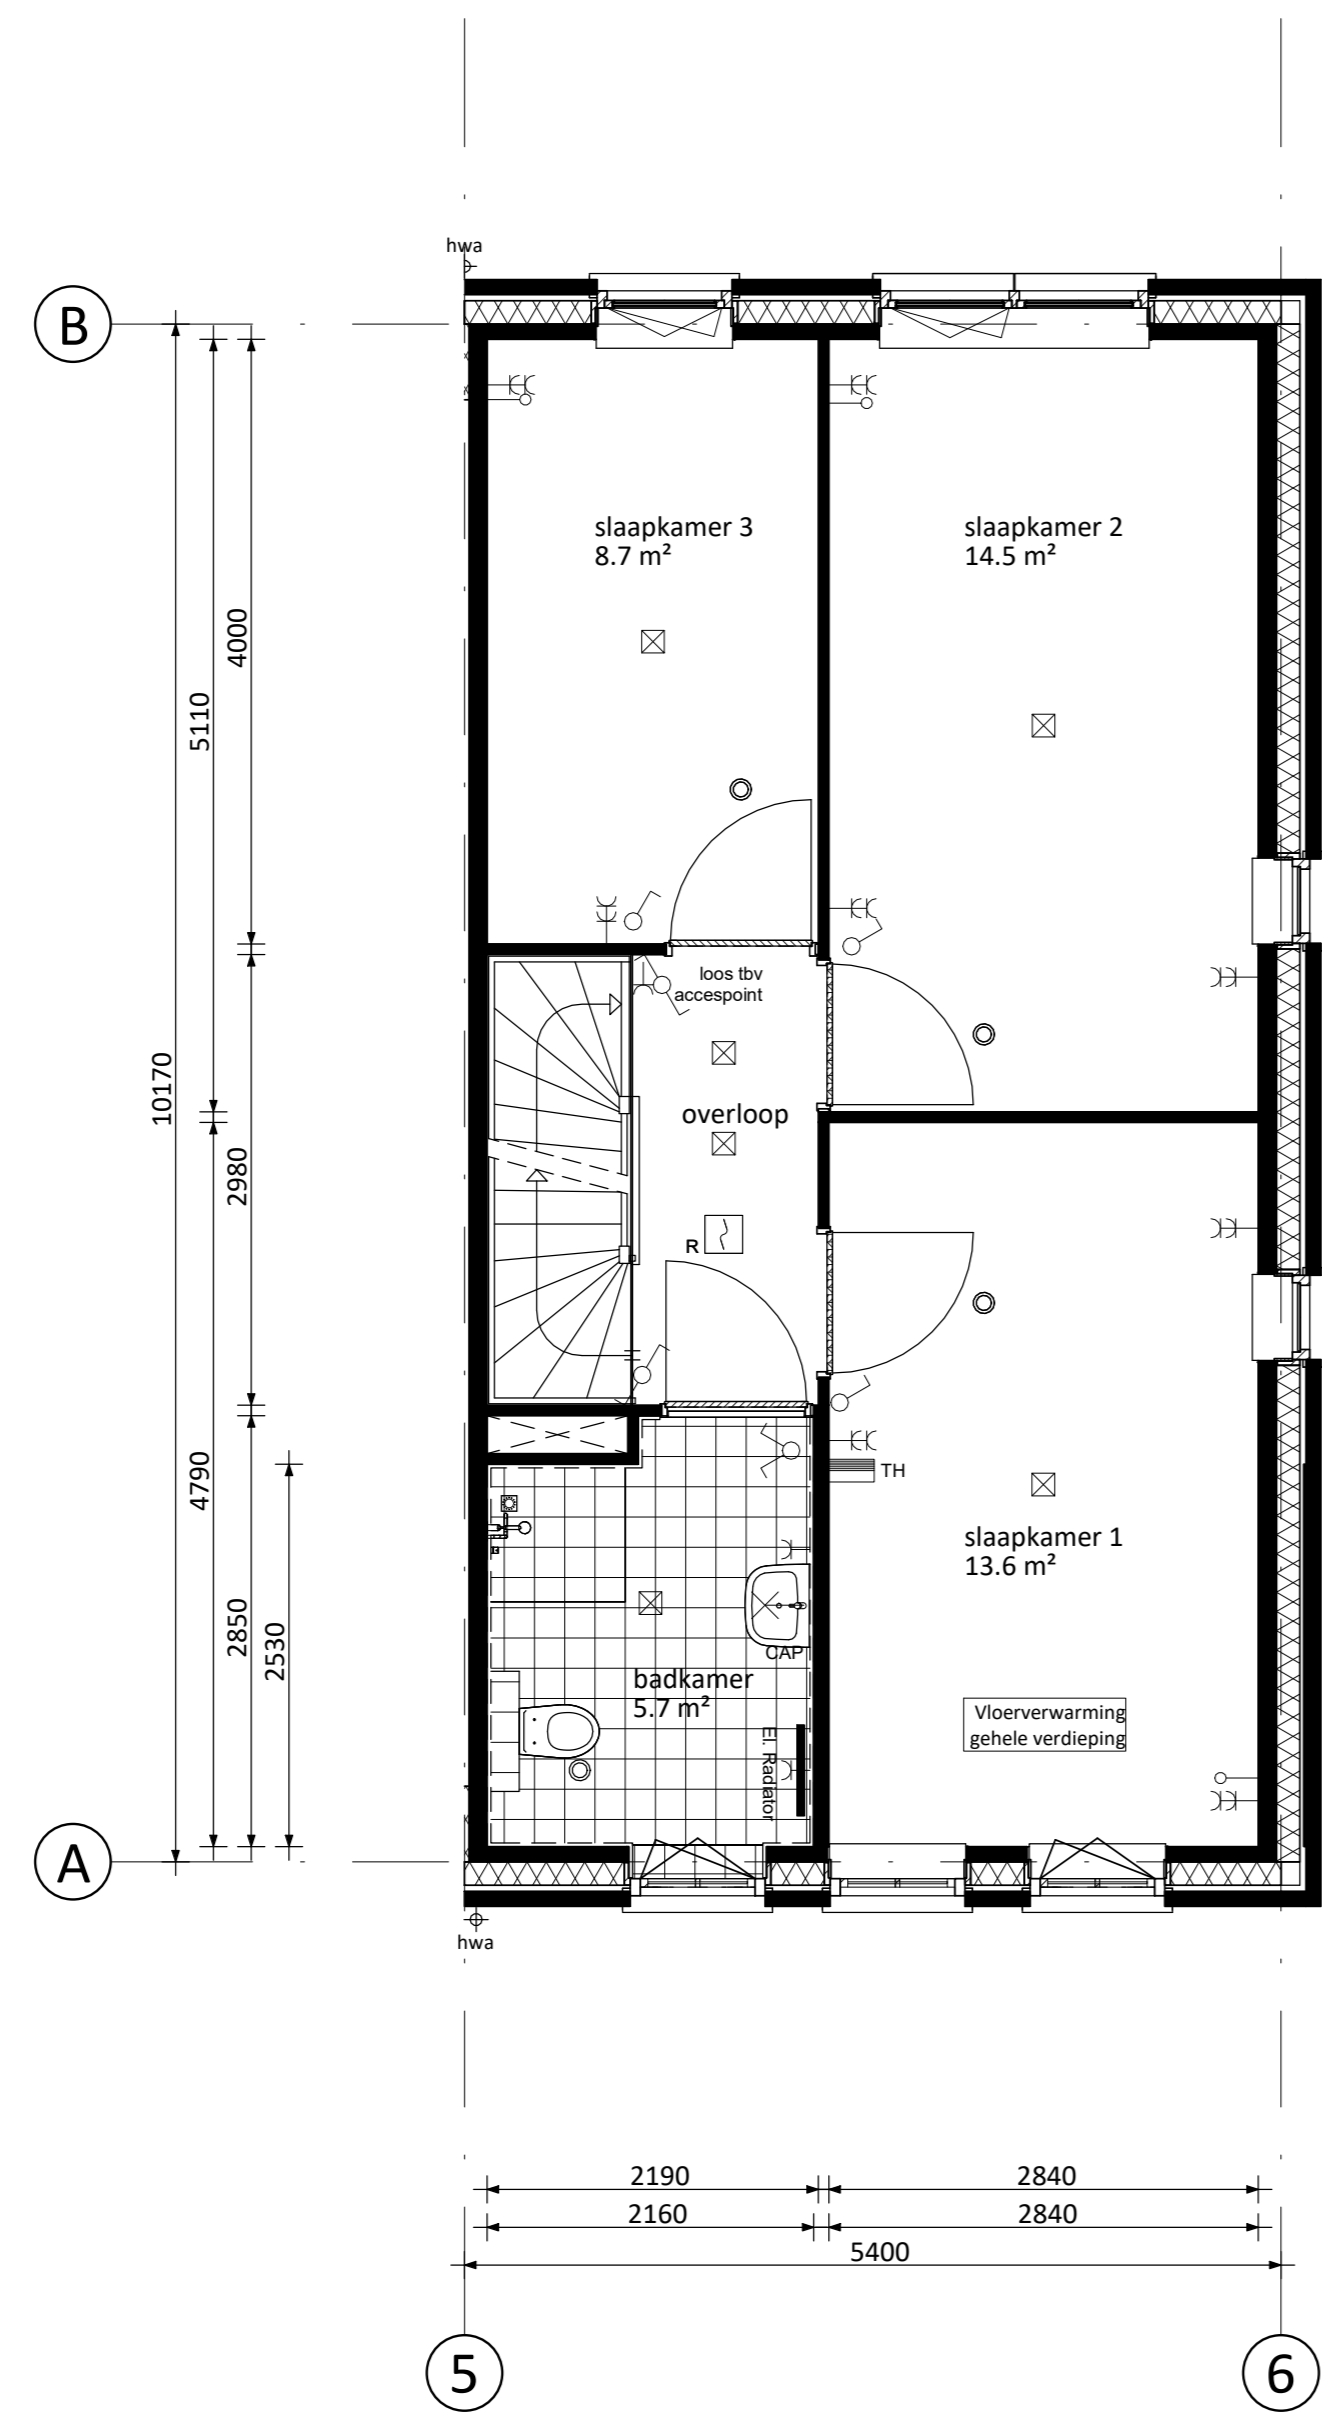 hwa
B
slaapkamer 3
8.7 m²
slaapkamer 2
14.5 m²
4000
5110
10170
2980
4790
2850
2530
loos tbv
accespoint
overloop
R
TH
slaapkamer 1
13.6 m²
CAP
badkamer
5.7 m²
El. Radiator
Vloerverwarming
gehele verdieping
A
hwa
2190
2840
2160
2840
5400
5
6